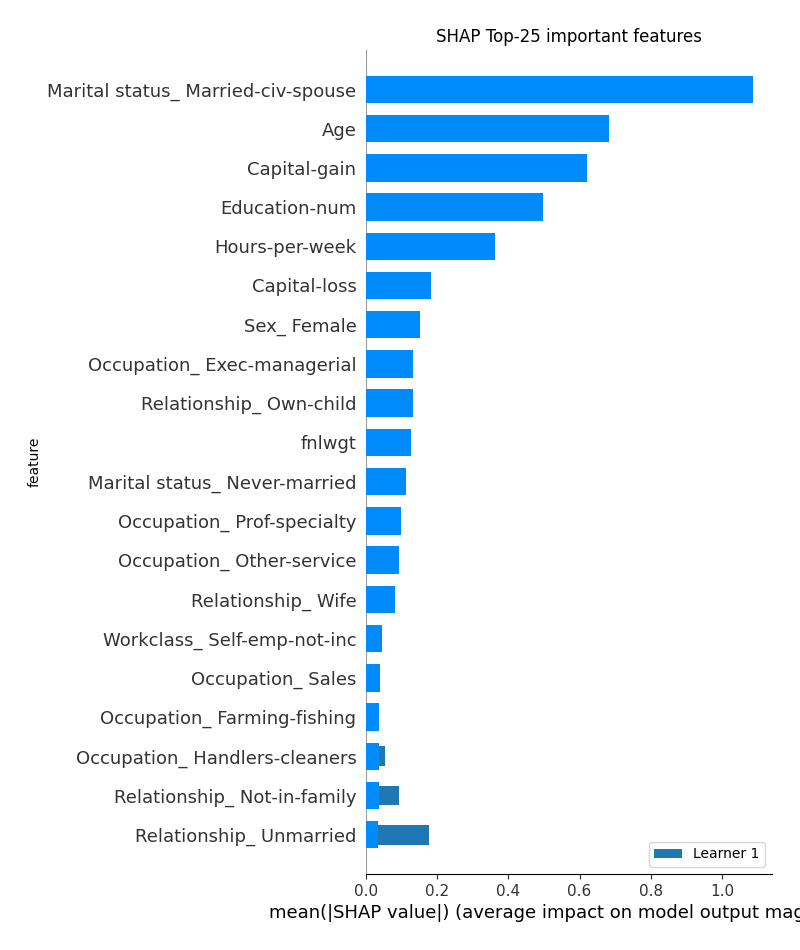 SHAP Top-25 important features
Marital status_ Married-civ-spouse
Age
Capital-gain
Education-num
Hours-per-week
Capital-loss
Sex_ Female
Occupation_ Exec-managerial
Relationship_ Own-child
fnlwgt
Marital status_ Never-married
Occupation_ Prof-specialty
Occupation_ Other-service
Relationship_ Wife
Workclass_ Self-emp-not-inc
Occupation_ Sales
Occupation_ Farming-fishing
Occupation_ Handlers-cleaners
Relationship_ Not-in-family
Relationship_ Unmarried
feature
Learner 1
0.0 0.2 0.4 0.6 0.8 1.0
mean(|SHAP value|) (average impact on model output mag